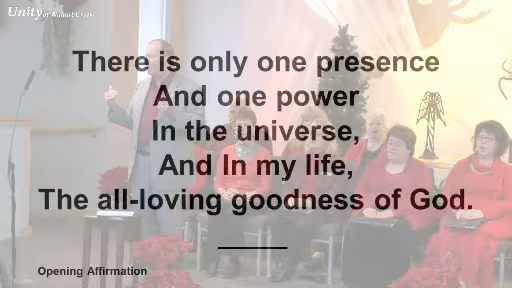 Unity of Walnut Creek
There is only one presence
And one power
In the universe,
And In my life,
The all-loving goodness of God.
Opening Affirmation